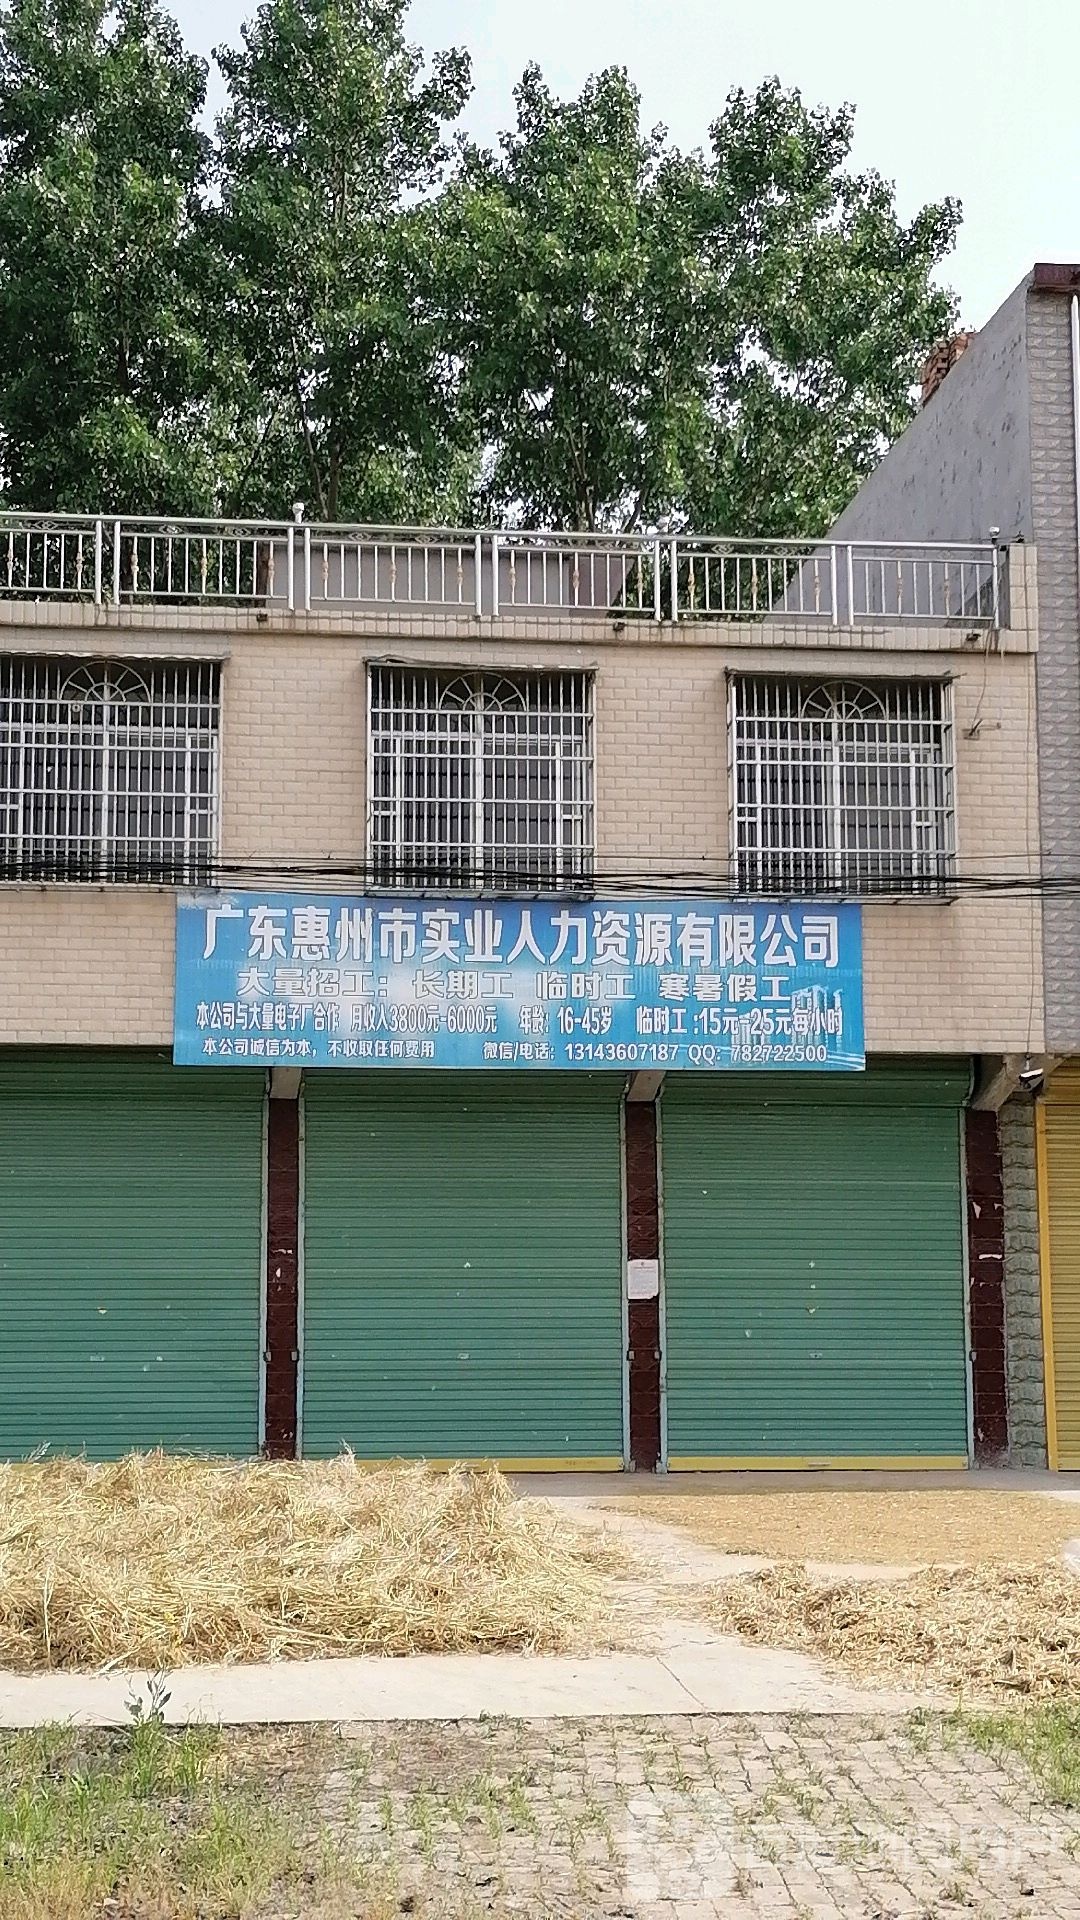 广东惠州市实业人力资源有限公司
大量招工：长期工 临时工 寒暑假工
本公司与大量电子厂合作 月收入3800元-6000元 年龄：16-45岁 临时工:15元-25元每小时
本公司诚信为本，不收取任何费用 微信/电话：13143607187 QQ：782722500